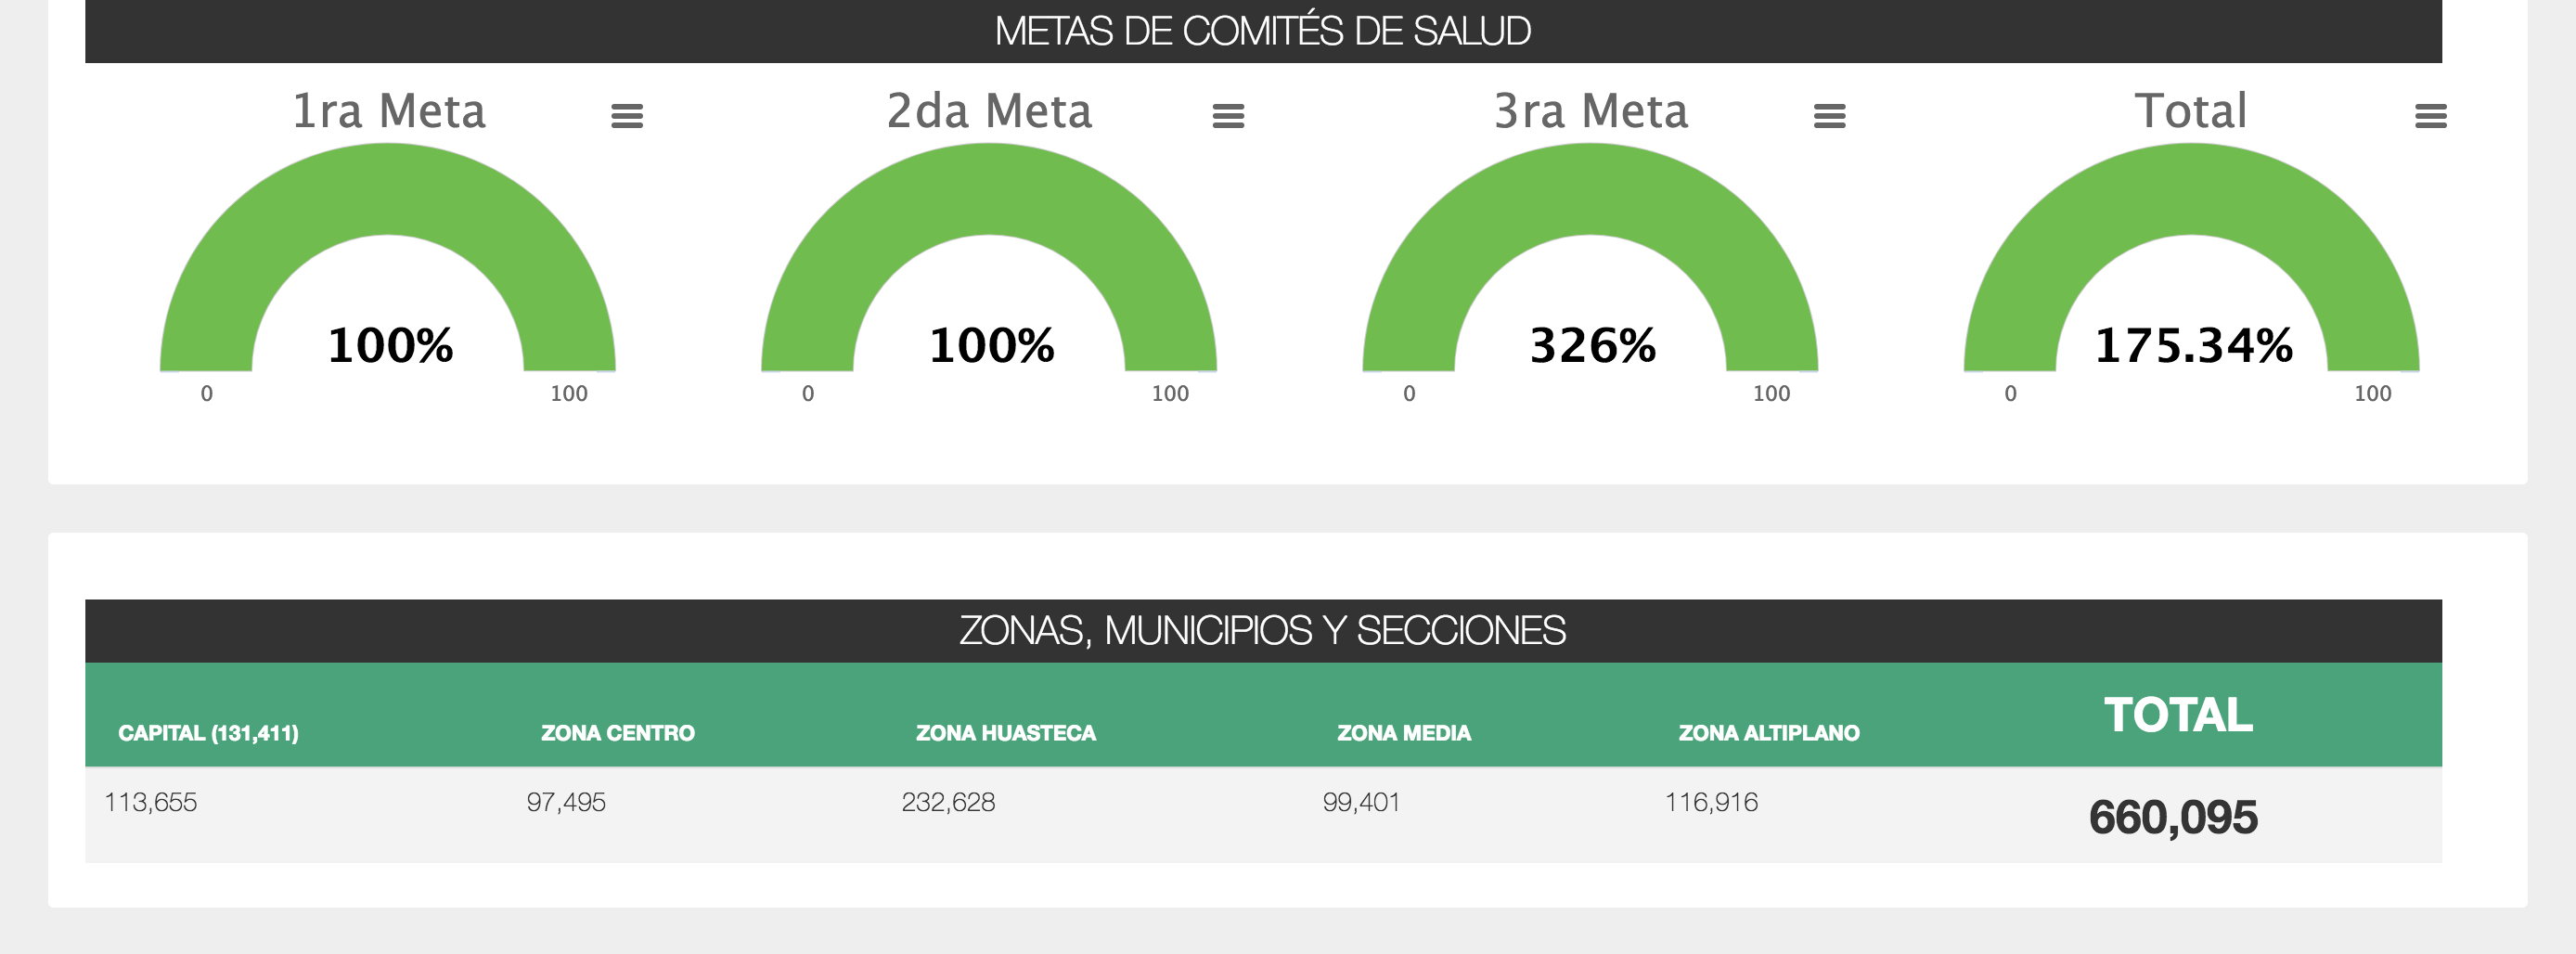 METAS DE COMITÉS DE SALUD
1ra Meta
2da Meta
3ra Meta
Total
100%
100%
326%
175.34%
0
100
0
100
0
100
0
100
ZONAS, MUNICIPIOS Y SECCIONES
CAPITAL (131,411)
ZONA CENTRO
ZONA HUASTECA
ZONA MEDIA
ZONA ALTIPLANO
TOTAL
113,655
97,495
232,628
99,401
116,916
660,095